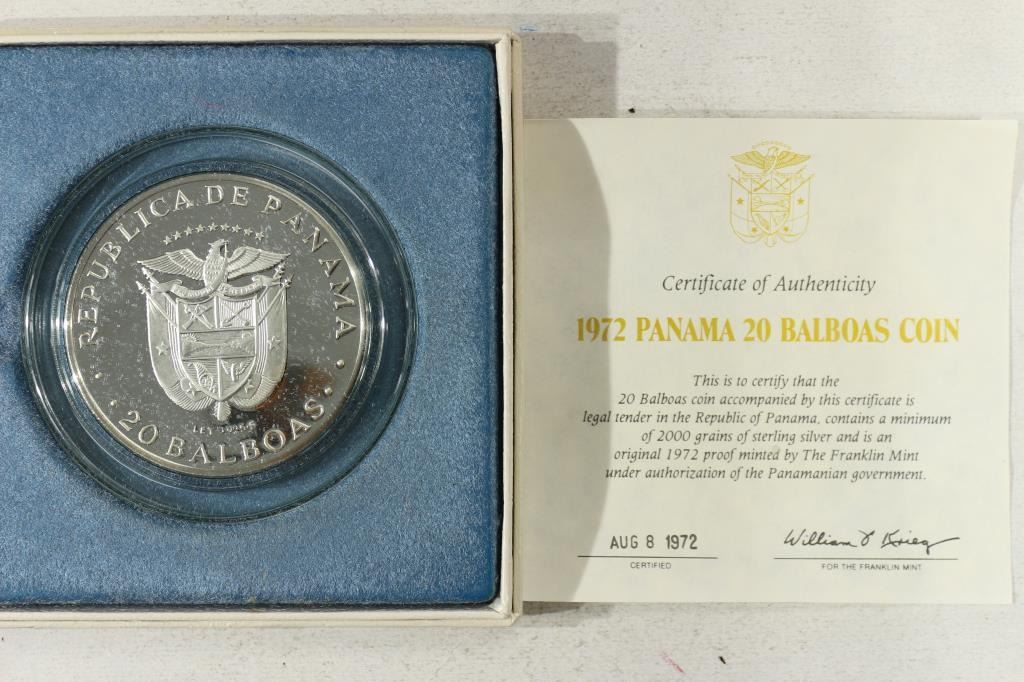 REPUBLICA DE PANAMA
20 BALBOAS
Certificate of Authenticity
1972 PANAMA 20 BALBOAS COIN
This is to certify that the
20 Balboas coin accompanied by this certificate is
legal tender in the Republic of Panama, contains a minimum
of 2000 grains of sterling silver and is an
original 1972 proof minted by The Franklin Mint
under authorization of the Panamanian government.
AUG 8 1972
CERTIFIED
William T Krieg
FOR THE FRANKLIN MINT